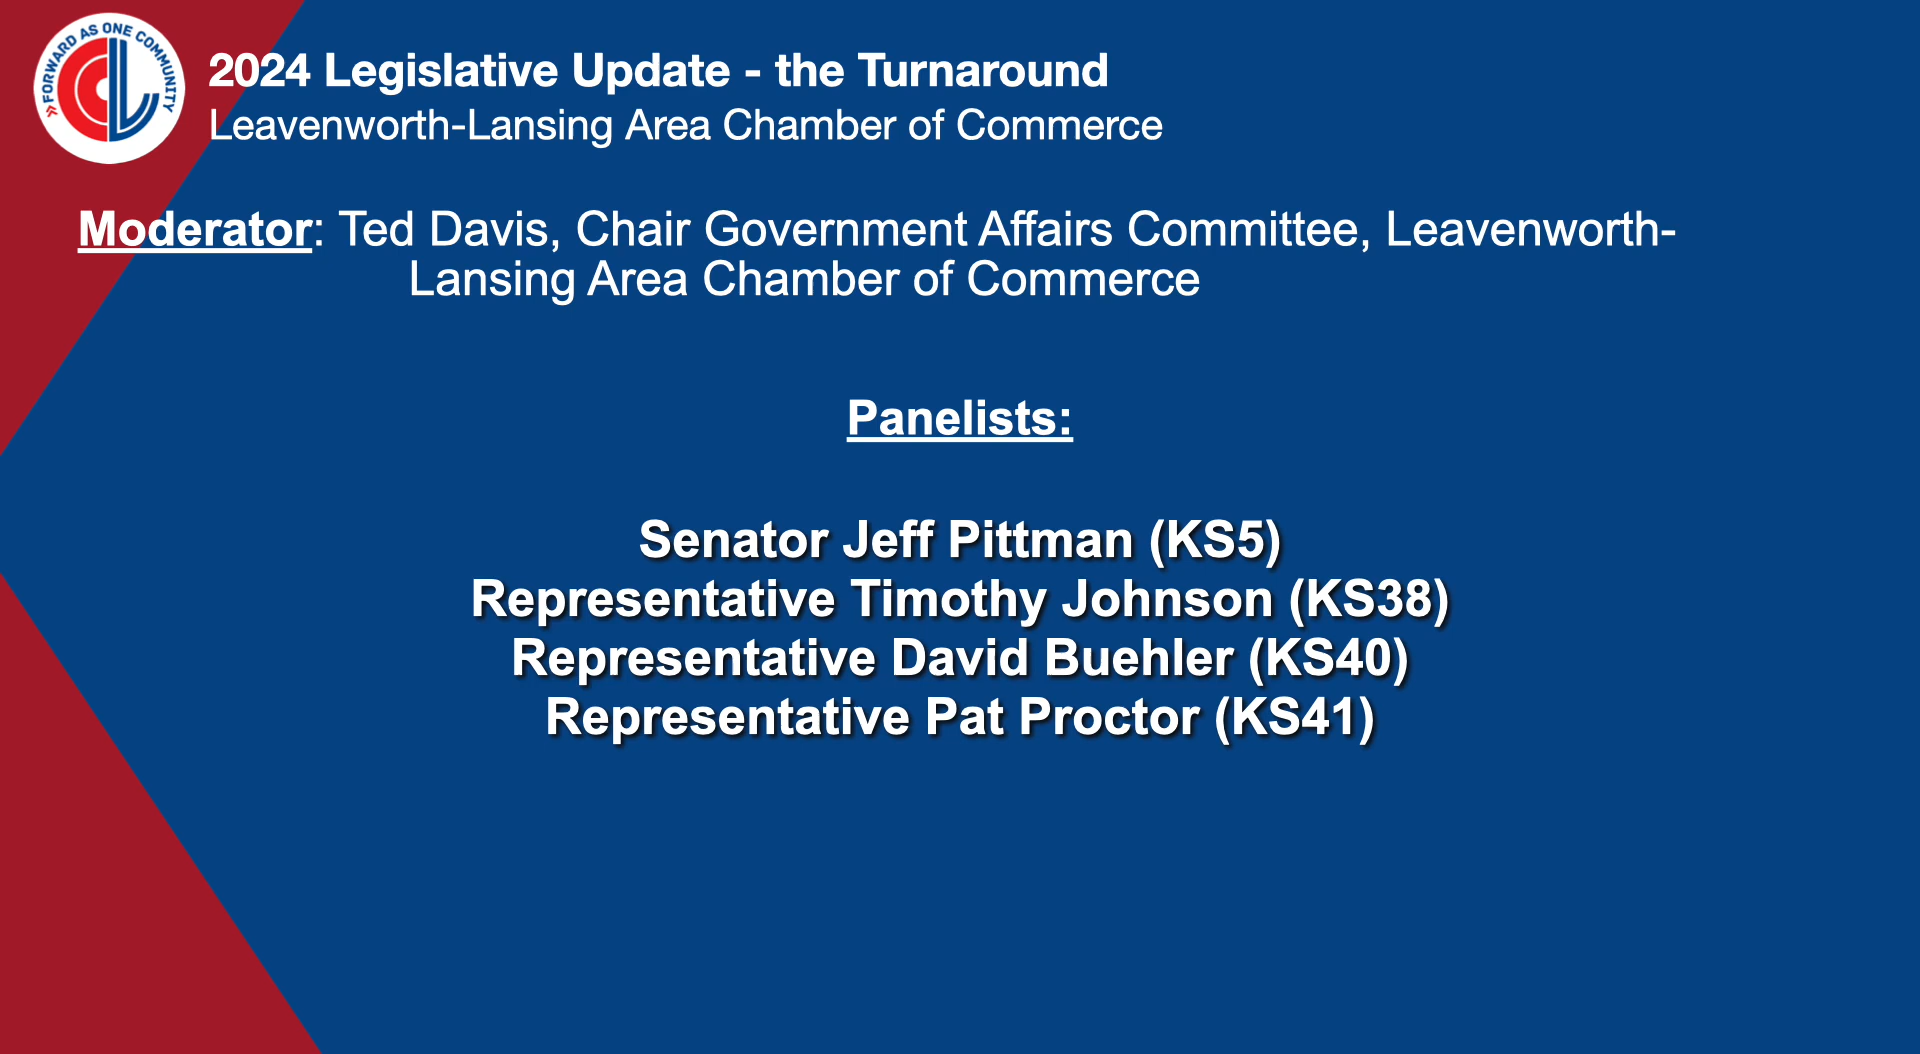 » FORWARD AS ONE COMMUNITY
2024 Legislative Update - the Turnaround
Leavenworth-Lansing Area Chamber of Commerce
Moderator: Ted Davis, Chair Government Affairs Committee, Leavenworth-
Lansing Area Chamber of Commerce
Panelists:
Senator Jeff Pittman (KS5)
Representative Timothy Johnson (KS38)
Representative David Buehler (KS40)
Representative Pat Proctor (KS41)